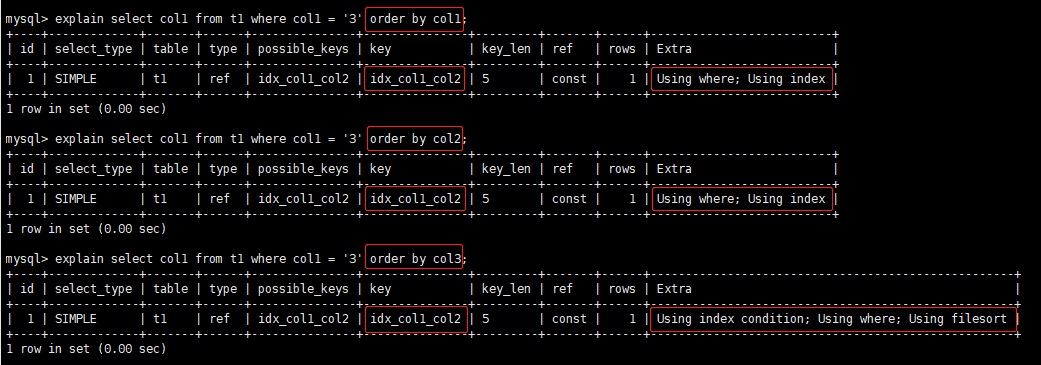 mysql> explain select col1 from t1 where col1 = '3' order by col1;
+----+-------------+-------+------+---------------+---------------+---------+-------+------+--------------------------+
| id | select_type | table | type | possible_keys | key           | key_len | ref   | rows | Extra                    |
+----+-------------+-------+------+---------------+---------------+---------+-------+------+--------------------------+
|  1 | SIMPLE      | t1    | ref  | idx_col1_col2 | idx_col1_col2 | 5       | const |    1 | Using where; Using index |
+----+-------------+-------+------+---------------+---------------+---------+-------+------+--------------------------+
1 row in set (0.00 sec)
mysql> explain select col1 from t1 where col1 = '3' order by col2;
+----+-------------+-------+------+---------------+---------------+---------+-------+------+--------------------------+
| id | select_type | table | type | possible_keys | key           | key_len | ref   | rows | Extra                    |
+----+-------------+-------+------+---------------+---------------+---------+-------+------+--------------------------+
|  1 | SIMPLE      | t1    | ref  | idx_col1_col2 | idx_col1_col2 | 5       | const |    1 | Using where; Using index |
+----+-------------+-------+------+---------------+---------------+---------+-------+------+--------------------------+
1 row in set (0.00 sec)
mysql> explain select col1 from t1 where col1 = '3' order by col3;
+----+-------------+-------+------+---------------+---------------+---------+-------+------+----------------------------------------------------+
| id | select_type | table | type | possible_keys | key           | key_len | ref   | rows | Extra                                              |
+----+-------------+-------+------+---------------+---------------+---------+-------+------+----------------------------------------------------+
|  1 | SIMPLE      | t1    | ref  | idx_col1_col2 | idx_col1_col2 | 5       | const |    1 | Using index condition; Using where; Using filesort |
+----+-------------+-------+------+---------------+---------------+---------+-------+------+----------------------------------------------------+
1 row in set (0.00 sec)